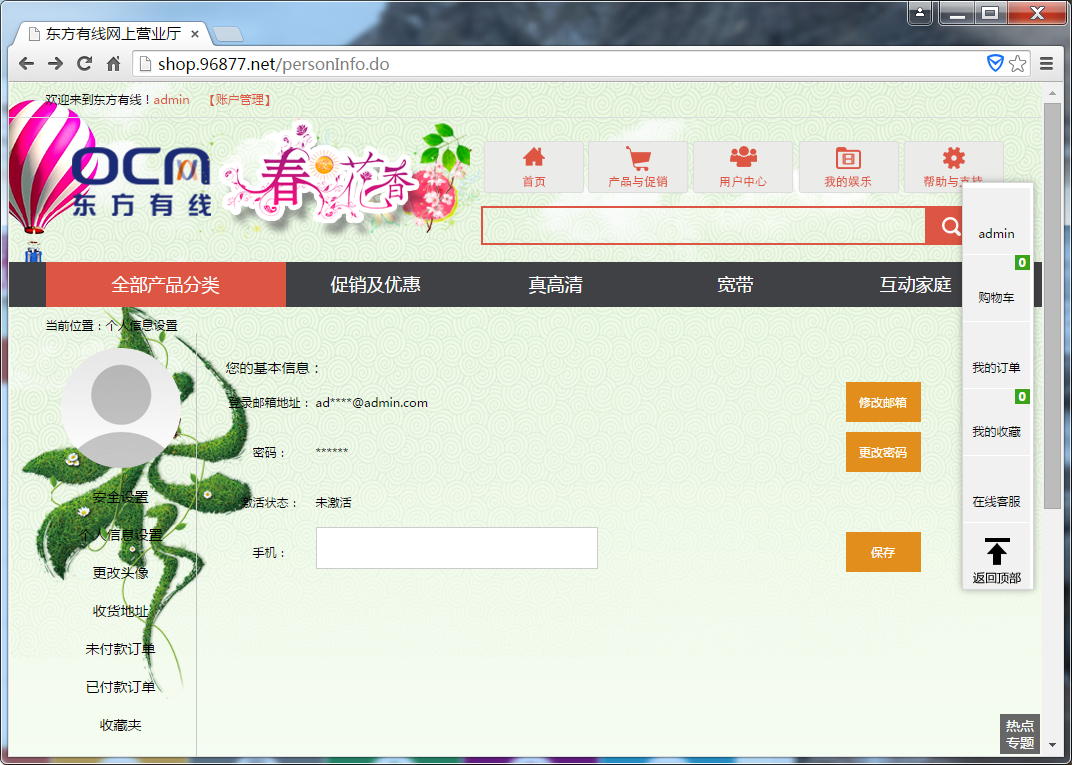 东方有线网上营业厅
shop.96877.net/personInfo.do
欢迎来到东方有线！admin 【账户管理】
OCN
东方有线
春花香
首页
产品与促销
用户中心
我的娱乐
帮助与支持
全部产品分类
促销及优惠
真高清
宽带
互动家庭
当前位置：个人信息设置
安全设置
个人信息设置
更改头像
收货地址
未付款订单
已付款订单
收藏夹
您的基本信息：
登录邮箱地址： ad****@admin.com
修改邮箱
密码： ******
更改密码
激活状态： 未激活
手机：
保存
admin
0
购物车
我的订单
0
我的收藏
在线客服
返回顶部
热点
专题